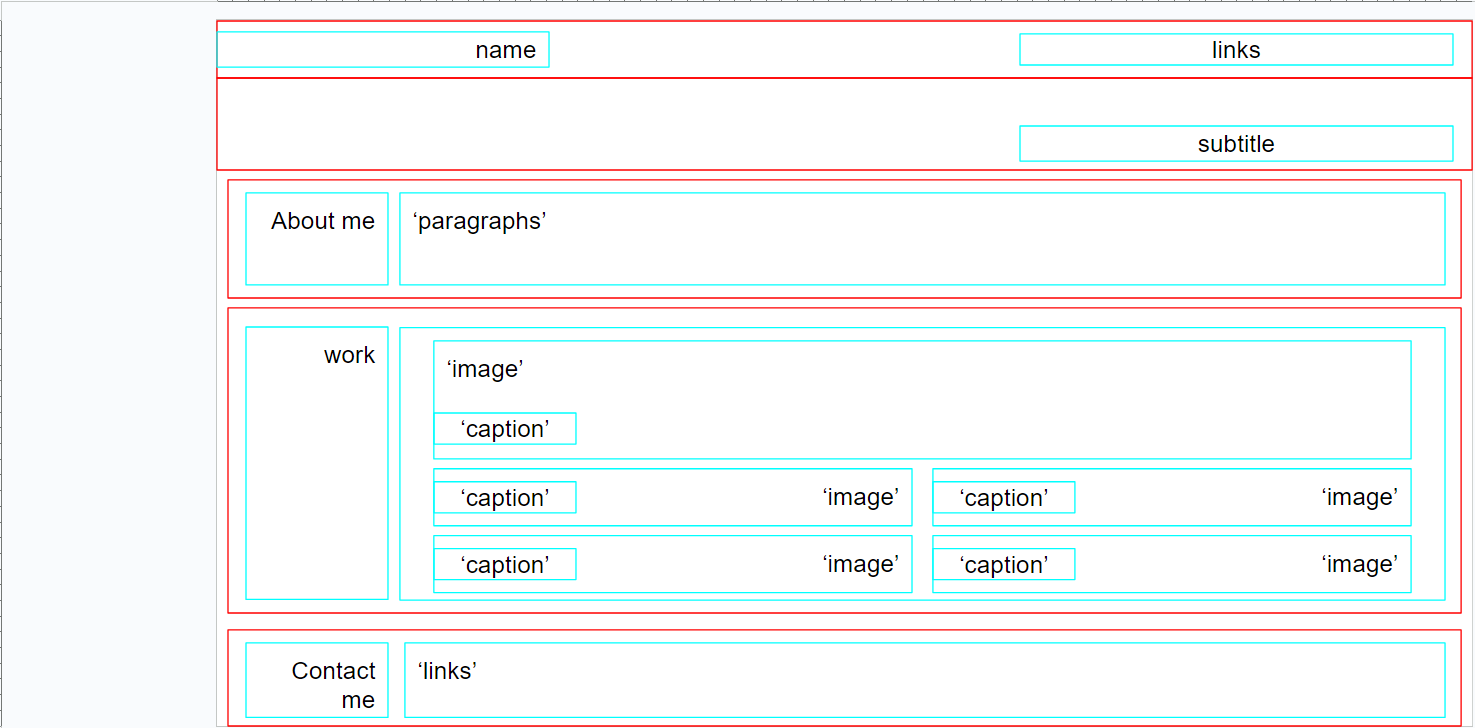 name
links
subtitle
About me
‘paragraphs’
work
‘image’
‘caption’
‘caption’
‘image’
‘caption’
‘image’
‘caption’
‘image’
‘caption’
‘image’
Contact
me
‘links’